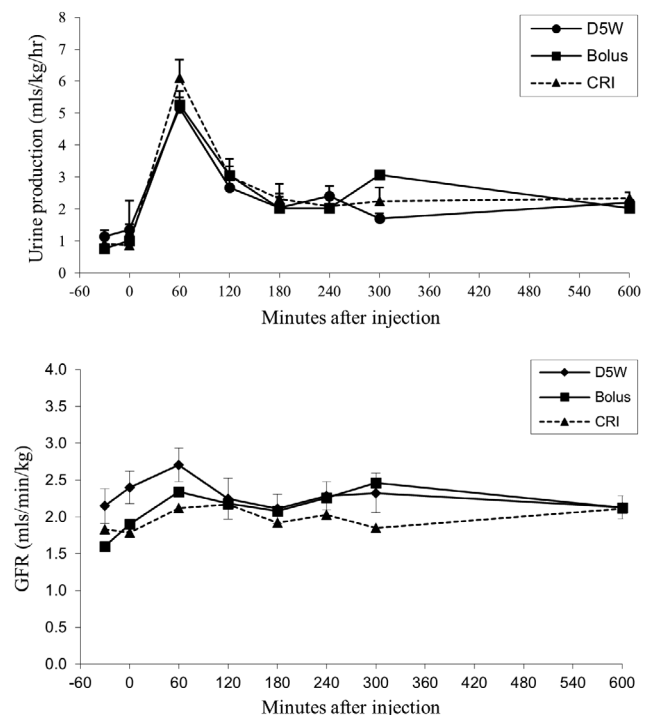 8
7
6
5
4
3
2
1
0
Urine production (mls/kg/hr)
D5W
Bolus
CRI
-60 0 60 120 180 240 300 360 420 480 540 600
Minutes after injection
4.0
3.5
3.0
2.5
2.0
1.5
1.0
0.5
0.0
GFR (mls/min/kg)
D5W
Bolus
CRI
-60 0 60 120 180 240 300 360 420 480 540 600
Minutes after injection